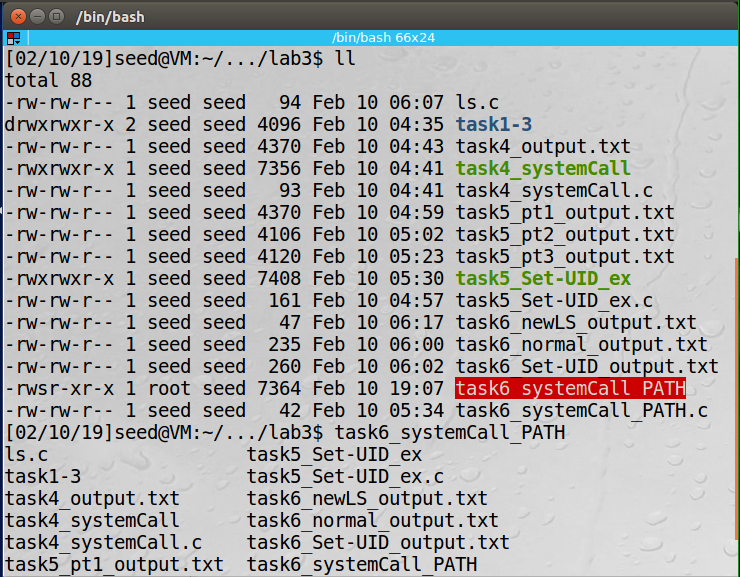 /bin/bash
/bin/bash 66x24
[02/10/19]seed@VM:~/.../lab3$ ll
total 88
-rw-rw-r-- 1 seed seed   94 Feb 10 06:07 ls.c
drwxrwxr-x 2 seed seed 4096 Feb 10 04:35 task1-3
-rw-rw-r-- 1 seed seed 4370 Feb 10 04:43 task4_output.txt
-rwxrwxr-x 1 seed seed 7356 Feb 10 04:41 task4_systemCall
-rw-rw-r-- 1 seed seed   93 Feb 10 04:41 task4_systemCall.c
-rw-rw-r-- 1 seed seed 4370 Feb 10 04:59 task5_pt1_output.txt
-rw-rw-r-- 1 seed seed 4106 Feb 10 05:02 task5_pt2_output.txt
-rw-rw-r-- 1 seed seed 4120 Feb 10 05:23 task5_pt3_output.txt
-rwxrwxr-x 1 seed seed 7408 Feb 10 05:30 task5_Set-UID_ex
-rw-rw-r-- 1 seed seed  161 Feb 10 04:57 task5_Set-UID_ex.c
-rw-rw-r-- 1 seed seed   47 Feb 10 06:17 task6_newLS_output.txt
-rw-rw-r-- 1 seed seed  235 Feb 10 06:00 task6_normal_output.txt
-rw-rw-r-- 1 seed seed  260 Feb 10 06:02 task6_Set-UID_output.txt
-rwsr-xr-x 1 root seed 7364 Feb 10 19:07 task6_systemCall_PATH
-rw-rw-r-- 1 seed seed   42 Feb 10 05:34 task6_systemCall_PATH.c
[02/10/19]seed@VM:~/.../lab3$ task6_systemCall_PATH
ls.c                  task5_Set-UID_ex
task1-3               task5_Set-UID_ex.c
task4_output.txt      task6_newLS_output.txt
task4_systemCall      task6_normal_output.txt
task4_systemCall.c    task6_Set-UID_output.txt
task5_pt1_output.txt  task6_systemCall_PATH